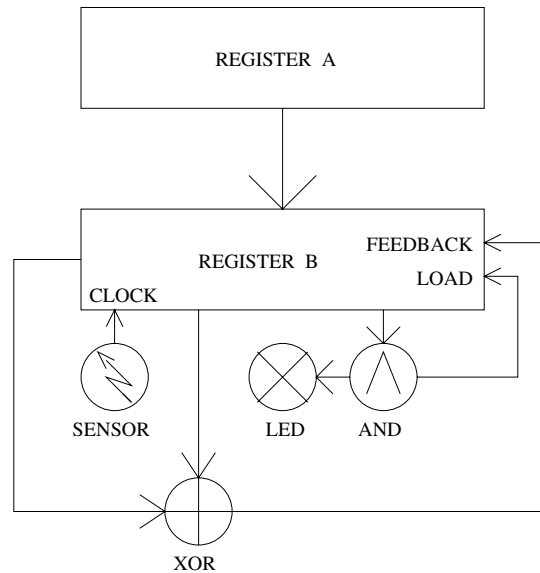 REGISTER A
FEEDBACK
REGISTER B
LOAD
CLOCK
SENSOR
LED
AND
XOR